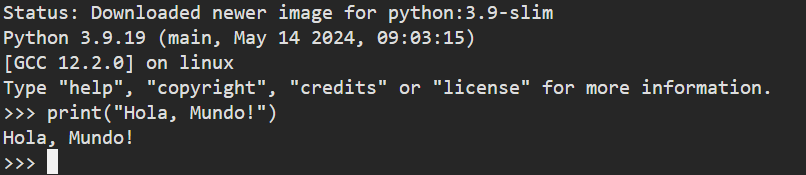 Status: Downloaded newer image for python:3.9-slim
Python 3.9.19 (main, May 14 2024, 09:03:15)
[GCC 12.2.0] on linux
Type "help", "copyright", "credits" or "license" for more information.
>>> print("Hola, Mundo!")
Hola, Mundo!
>>>